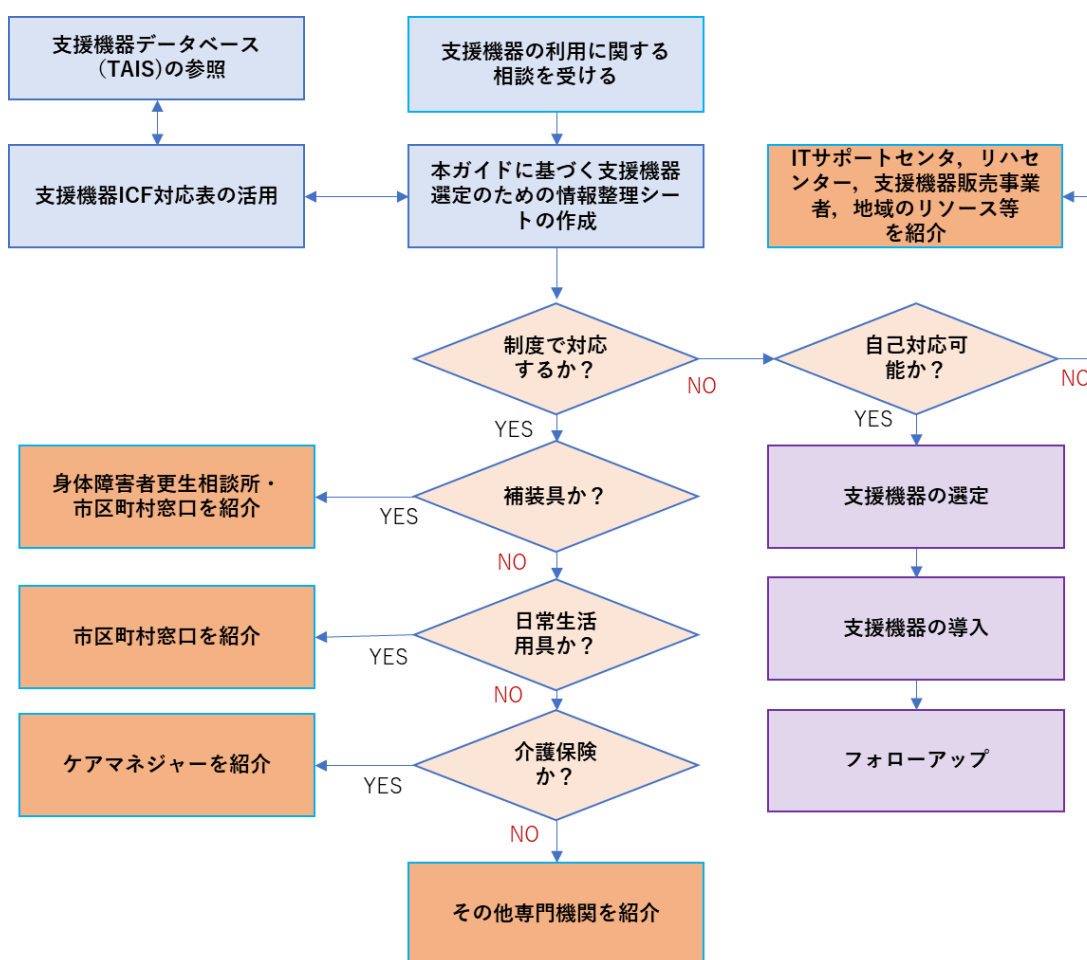 支援機器データベース
(TAIS)の参照
支援機器の利用に関する
相談を受ける
支援機器ICF対応表の活用
本ガイドに基づく支援機器
選定のための情報整理シー
トの作成
ITサポートセンタ，リハセ
ンター，支援機器販売事業
者，地域のリソース等
を紹介
制度で対応
するか？
NO
自己対応可
能か？
NO
YES
YES
身体障害者更生相談所・
市区町村窓口を紹介
YES
補装具か？
支援機器の選定
NO
市区町村窓口を紹介
YES
日常生活
用具か？
支援機器の導入
NO
ケアマネジャーを紹介
YES
介護保険
か？
フォローアップ
NO
その他専門機関を紹介